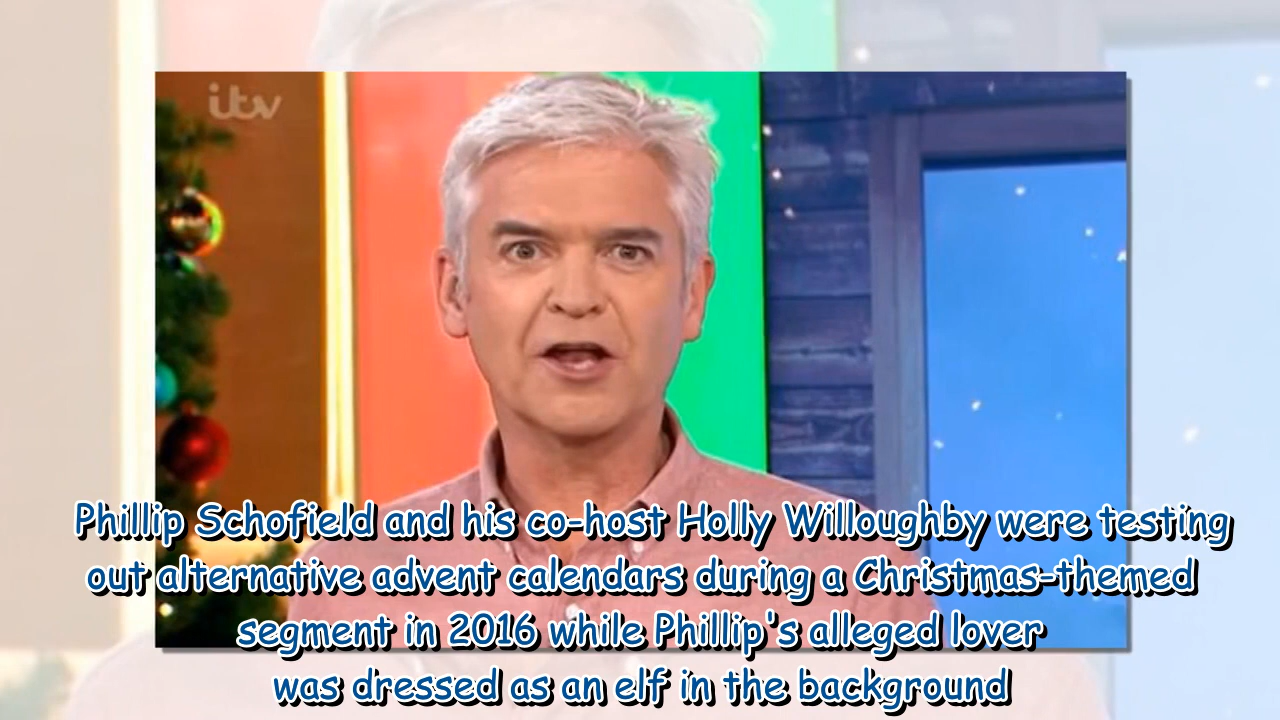 itv
Phillip Schofield and his co-host Holly Willoughby were testing
out alternative advent calendars during a Christmas-themed
segment in 2016 while Phillip's alleged lover
was dressed as an elf in the background